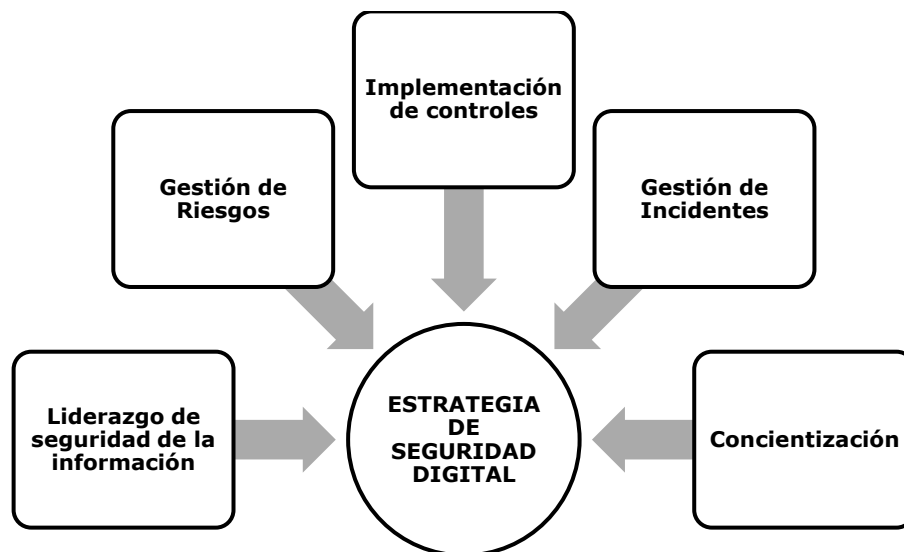 Implementación
de controles
Gestión de
Riesgos
Gestión de
Incidentes
Liderazgo de
seguridad de la
información
ESTRATEGIA
DE
SEGURIDAD
DIGITAL
Concientización